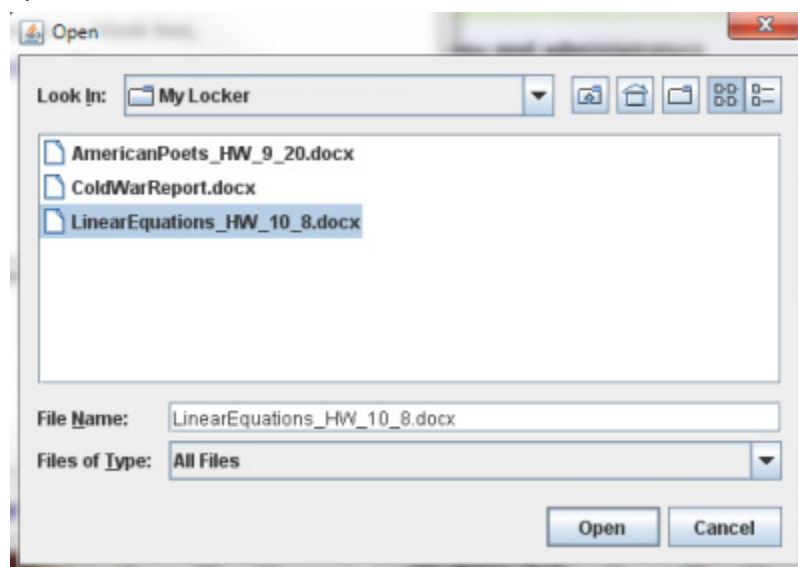 Open
Look In: My Locker
AmericanPoets_HW_9_20.docx
ColdWarReport.docx
LinearEquations_HW_10_8.docx
File Name: LinearEquations_HW_10_8.docx
Files of Type: All Files
Open Cancel